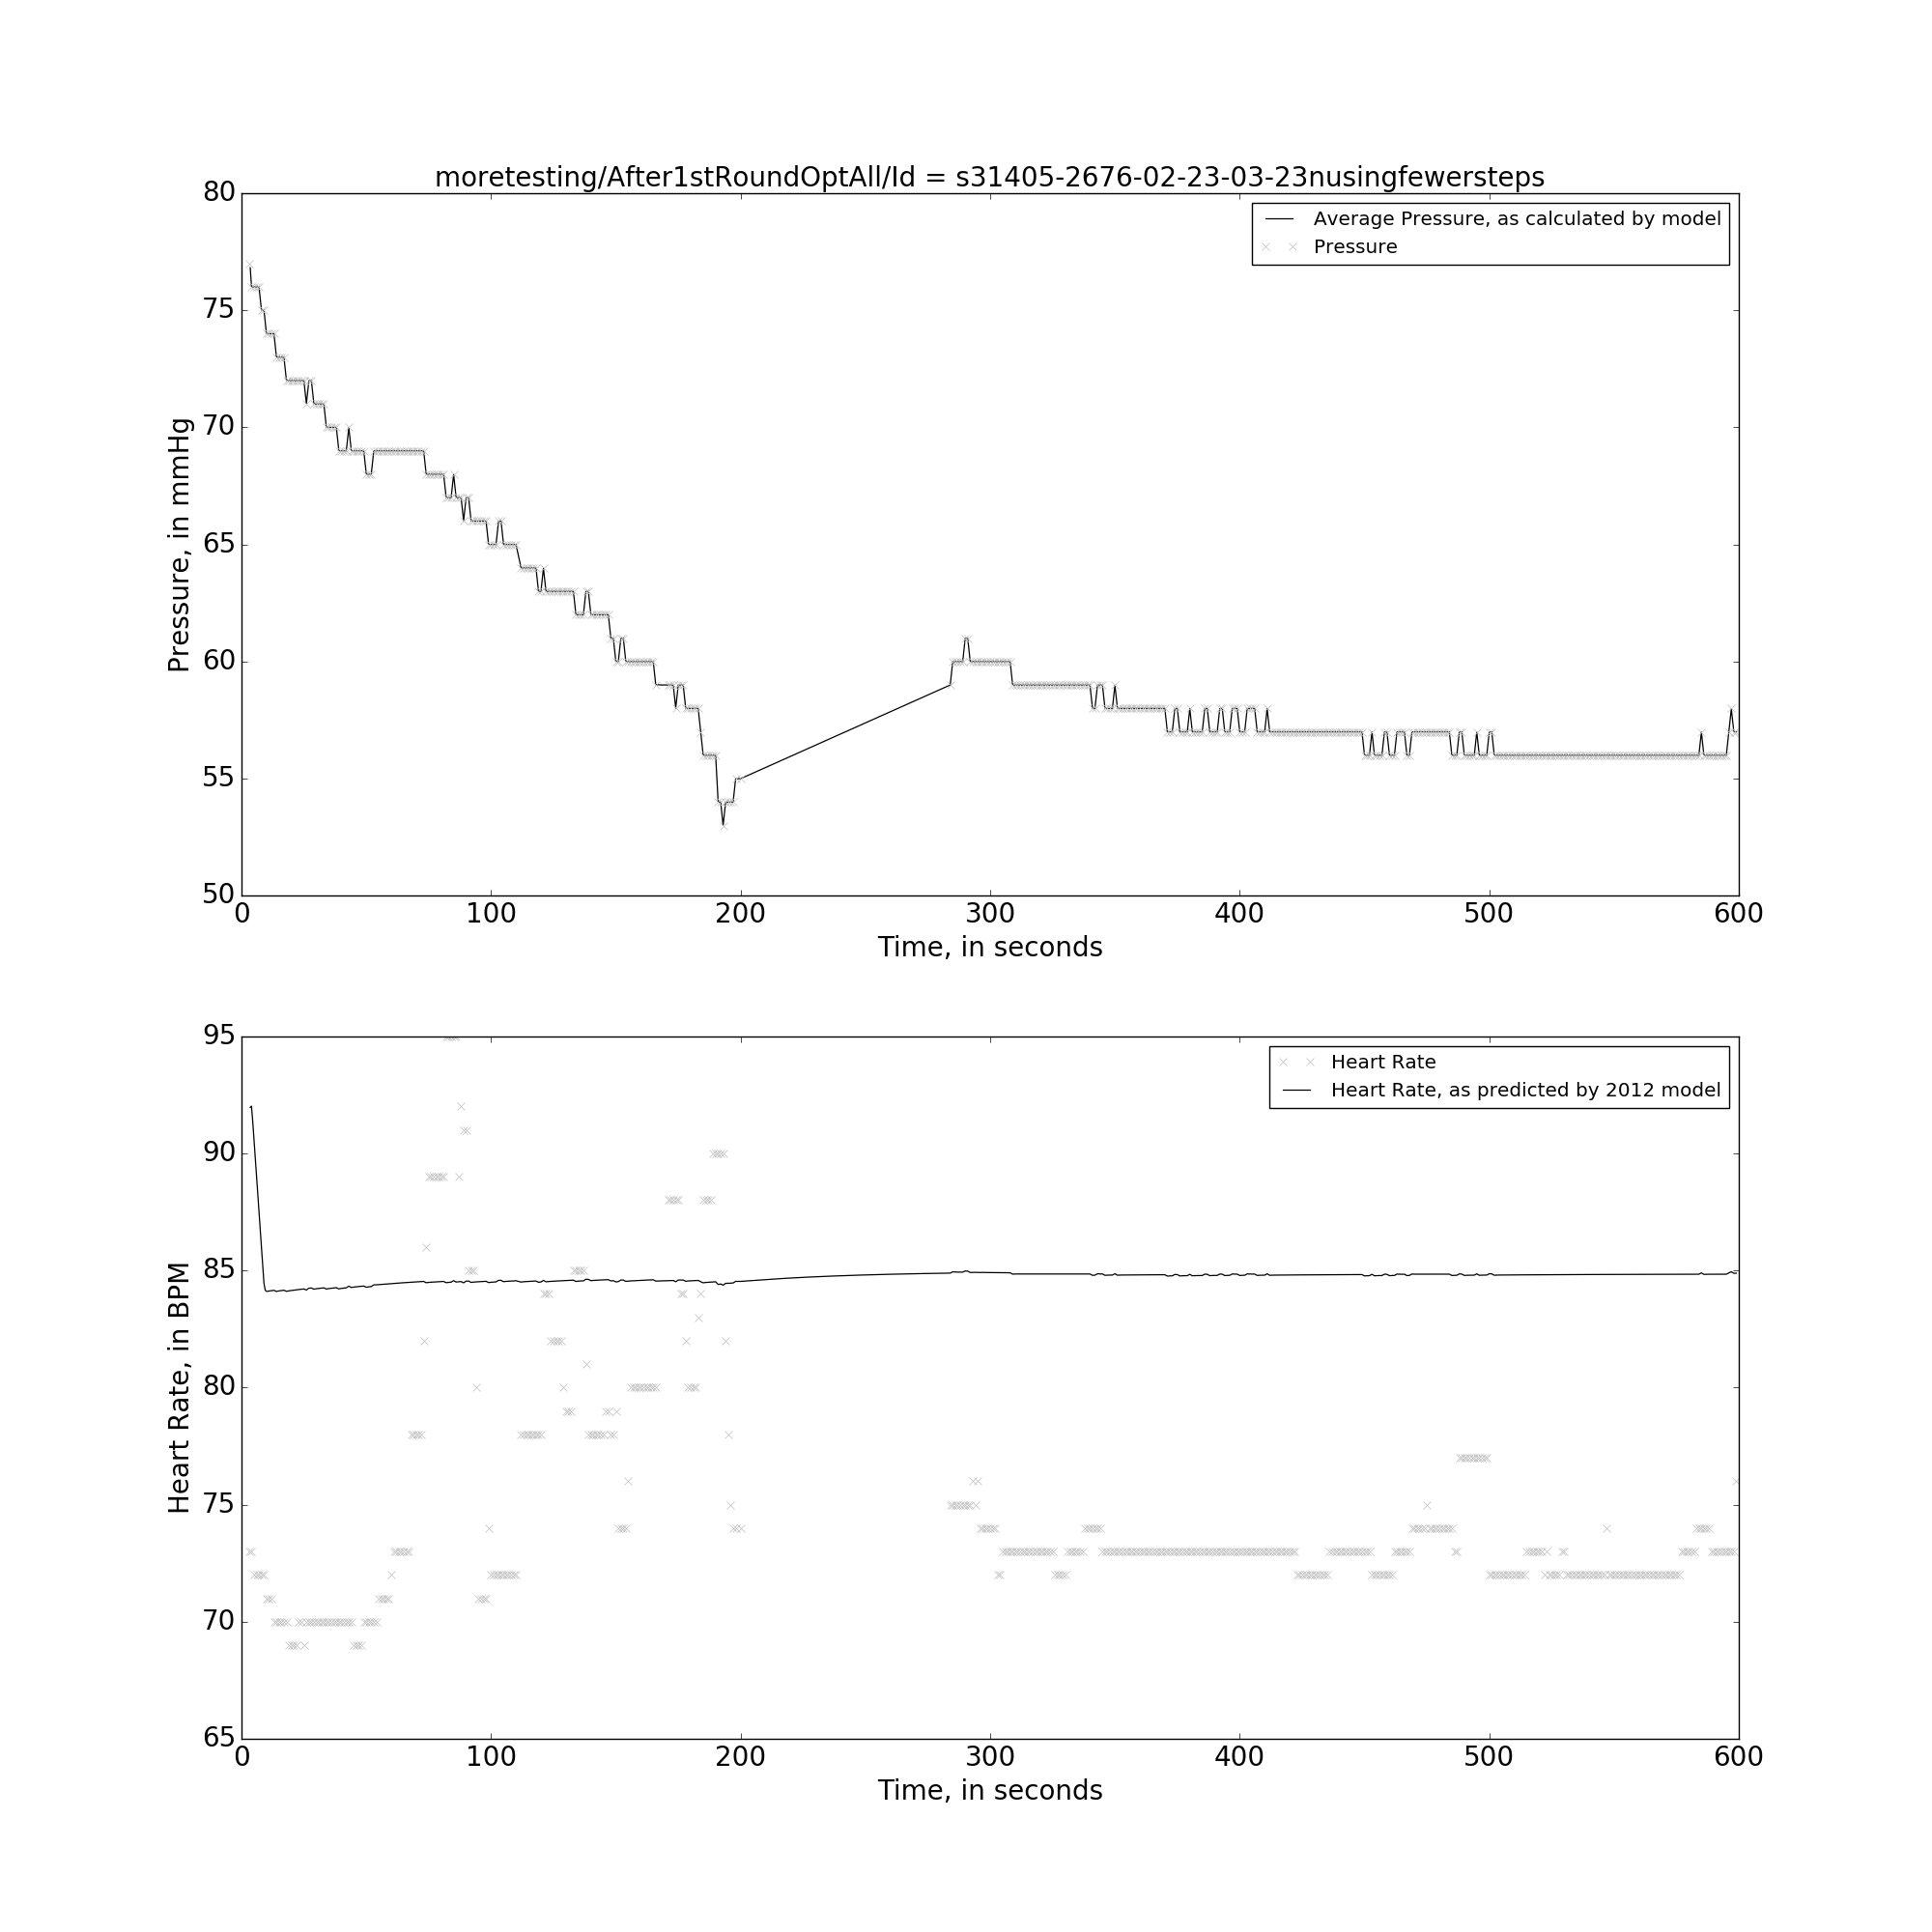 moretesting/After1stRoundOptAll/Id = s31405-2676-02-23-03-23nusingfewersteps
80
75
70
65
60
55
50
Pressure, in mmHg
Average Pressure, as calculated by model
Pressure
0 100 200 300 400 500 600
Time, in seconds
95
90
85
80
75
70
65
Heart Rate, in BPM
Heart Rate
Heart Rate, as predicted by 2012 model
0 100 200 300 400 500 600
Time, in seconds